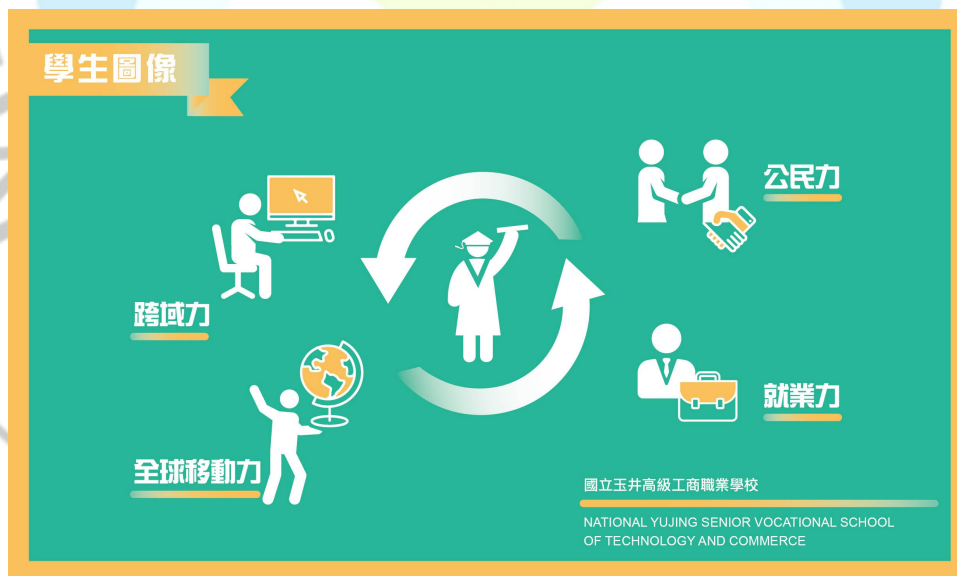 學生圖像
公民力
跨域力
就業力
全球移動力
國立玉井高級工商職業學校
NATIONAL YUJING SENIOR VOCATIONAL SCHOOL
OF TECHNOLOGY AND COMMERCE